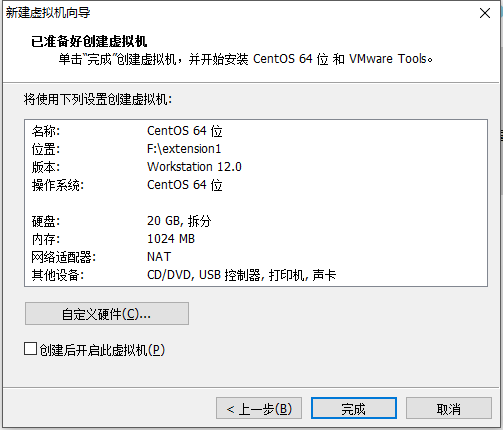 新建虚拟机向导
已准备好创建虚拟机
单击“完成”创建虚拟机，并开始安装 CentOS 64 位 和 VMware Tools。
将使用下列设置创建虚拟机:
名称: CentOS 64 位
位置: F:\extension1
版本: Workstation 12.0
操作系统: CentOS 64 位
硬盘: 20 GB, 拆分
内存: 1024 MB
网络适配器: NAT
其他设备: CD/DVD, USB 控制器, 打印机, 声卡
自定义硬件(C)...
创建后开启此虚拟机(P)
< 上一步(B) 完成 取消